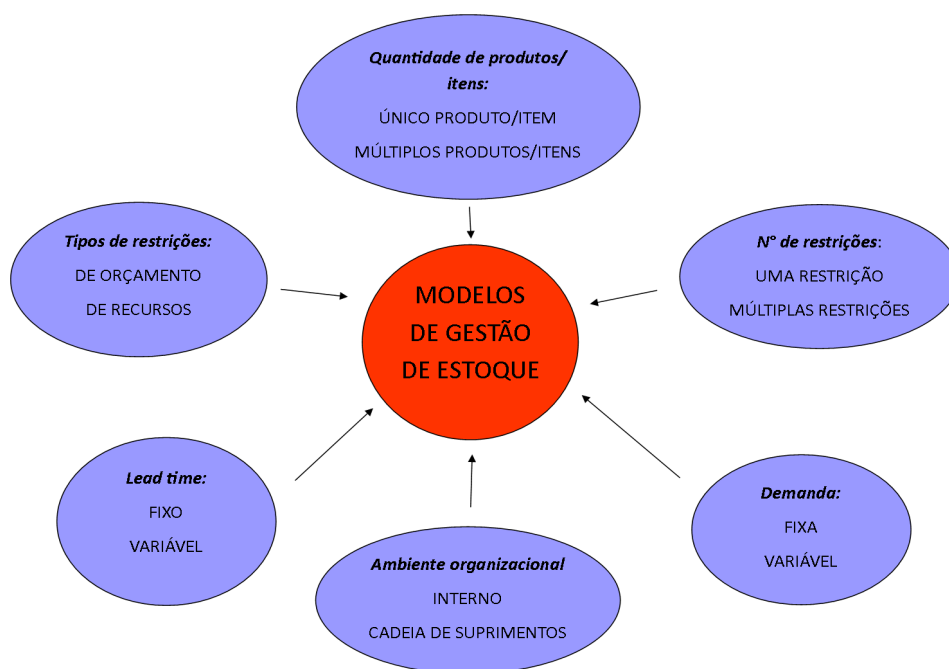 Quantidade de produtos/
itens:
ÚNICO PRODUTO/ITEM
MÚLTIPLOS PRODUTOS/ITENS
Tipos de restrições:
DE ORÇAMENTO
DE RECURSOS
N° de restrições:
UMA RESTRIÇÃO
MÚLTIPLAS RESTRIÇÕES
MODELOS
DE GESTÃO
DE ESTOQUE
Lead time:
FIXO
VARIÁVEL
Ambiente organizacional
INTERNO
CADEIA DE SUPRIMENTOS
Demanda:
FIXA
VARIÁVEL